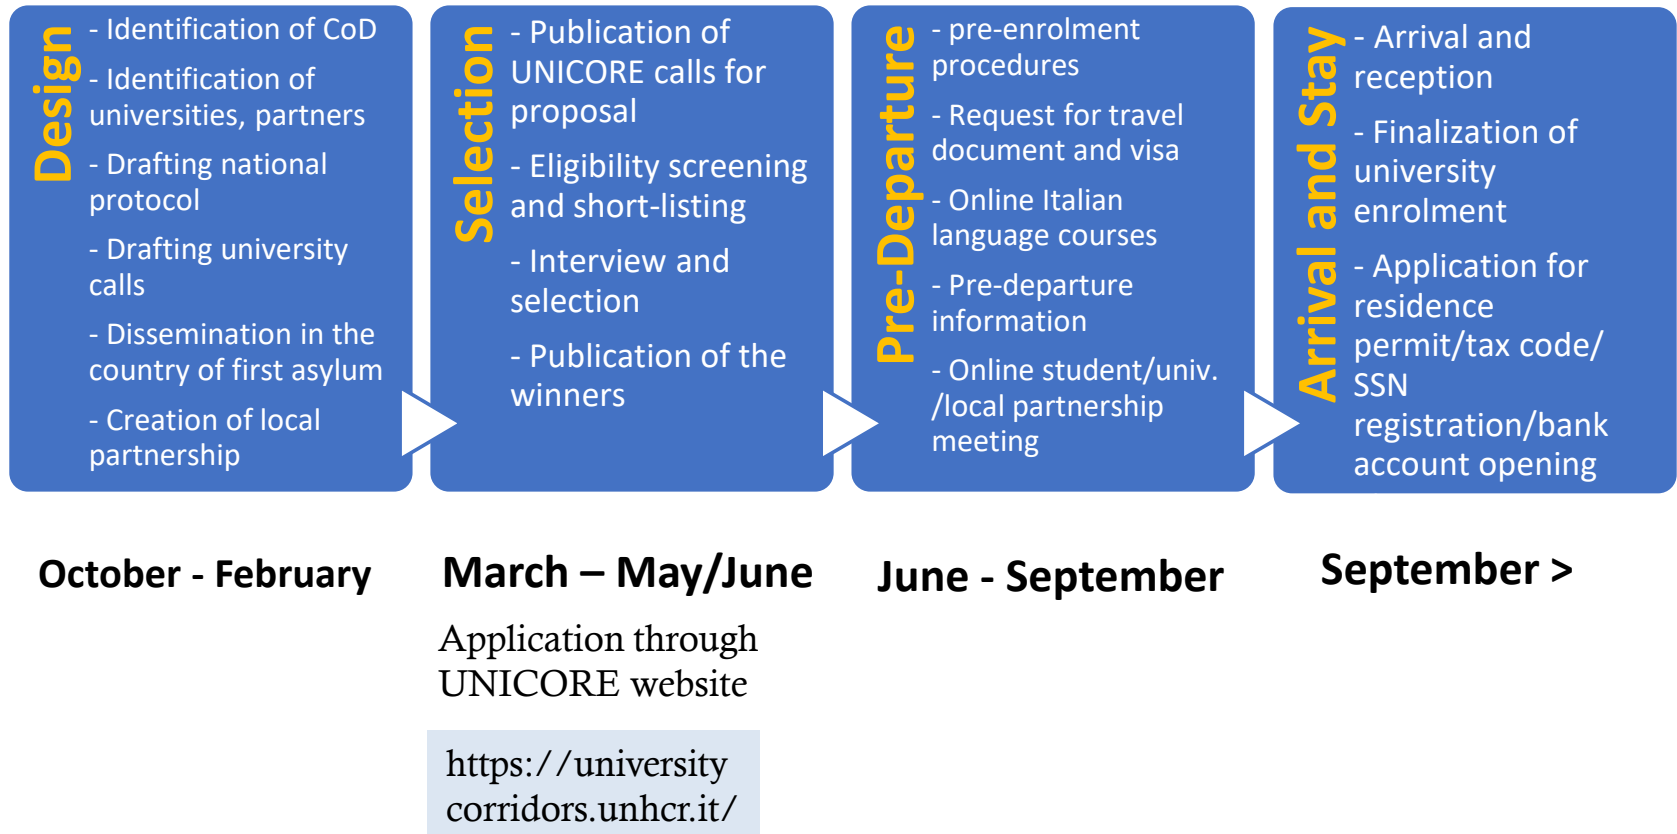 Design
- Identification of CoD
- Identification of
universities, partners
- Drafting national
protocol
- Drafting university
calls
- Dissemination in the
country of first asylum
- Creation of local
partnership
Selection
- Publication of
UNICORE calls for
proposal
- Eligibility screening
and short-listing
- Interview and
selection
- Publication of the
winners
Pre-Departure
- pre-enrolment
procedures
- Request for travel
document and visa
- Online Italian
language courses
- Pre-departure
information
- Online student/univ.
/local partnership
meeting
Arrival and Stay
- Arrival and
reception
- Finalization of
university
enrolment
- Application for
residence
permit/tax code/
SSN
registration/bank
account opening
October - February
March – May/June
June - September
September >
Application through
UNICORE website
https://university
corridors.unhcr.it/